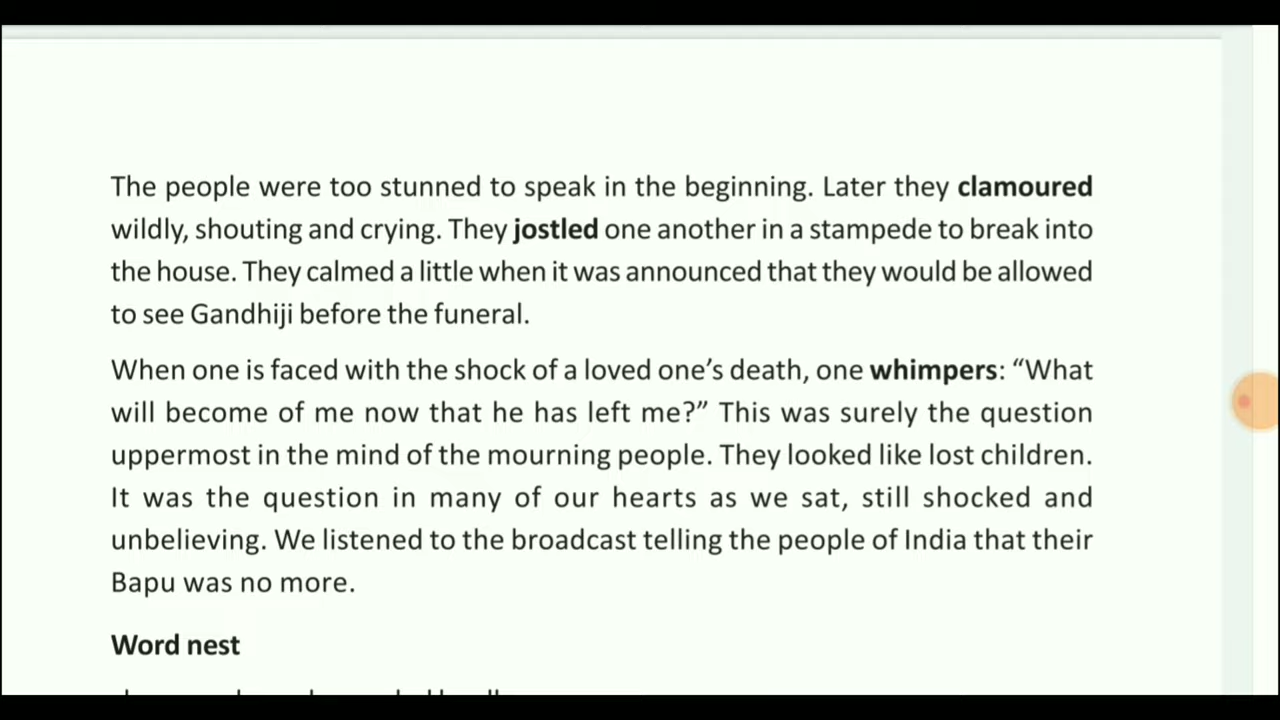 The people were too stunned to speak in the beginning. Later they clamoured
wildly, shouting and crying. They jostled one another in a stampede to break into
the house. They calmed a little when it was announced that they would be allowed
to see Gandhiji before the funeral.
When one is faced with the shock of a loved one’s death, one whimpers: “What
will become of me now that he has left me?” This was surely the question
uppermost in the mind of the mourning people. They looked like lost children.
It was the question in many of our hearts as we sat, still shocked and
unbelieving. We listened to the broadcast telling the people of India that their
Bapu was no more.
Word nest